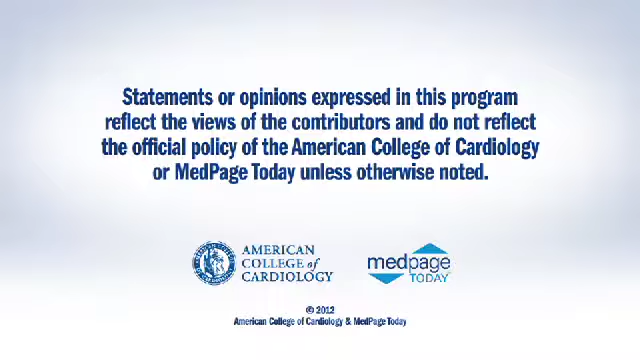 Statements or opinions expressed in this program
reflect the views of the contributors and do not reflect
the official policy of the American College of Cardiology
or MedPage Today unless otherwise noted.
AMERICAN
COLLEGE of
CARDIOLOGY
medpage
TODAY
© 2012
American College of Cardiology & MedPage Today